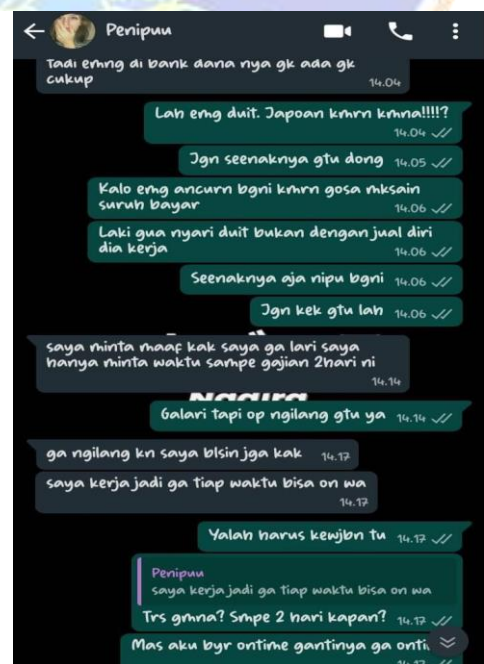 Penipuu
Tadi emng di bank dana nya gk ada gk
cukup
14.04
Lah emg duit. Japoan kmrn kmna!!!!?
14.04
Jgn seenaknya gtu dong 14.05
Kalo emg ancurn bgni kmrn gosa mksain
suruh bayar
14.06
Laki gua nyari duit bukan dengan jual diri
dia kerja
14.06
Seenaknya aja nipu bgni 14.06
Jgn kek gtu lah 14.06
saya minta maaf kak saya ga lari saya
hanya minta waktu sampe gajian 2hari ni
14.14
Galari tapi op ngilang gtu ya 14.14
ga ngilang kn saya blsin jga kak 14.17
saya kerja jadi ga tiap waktu bisa on wa
14.17
Yalah harus kewjbn tu 14.17
Penipuu
saya kerja jadi ga tiap waktu bisa on wa
Trs gmna? Smpe 2 hari kapan? 14.17
Mas aku byr ontime gantinya ga onti
14.17